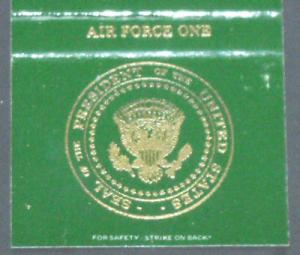 AIR FORCE ONE
SEAL OF THE PRESIDENT OF THE UNITED STATES
FOR SAFETY · STRIKE ON BACK